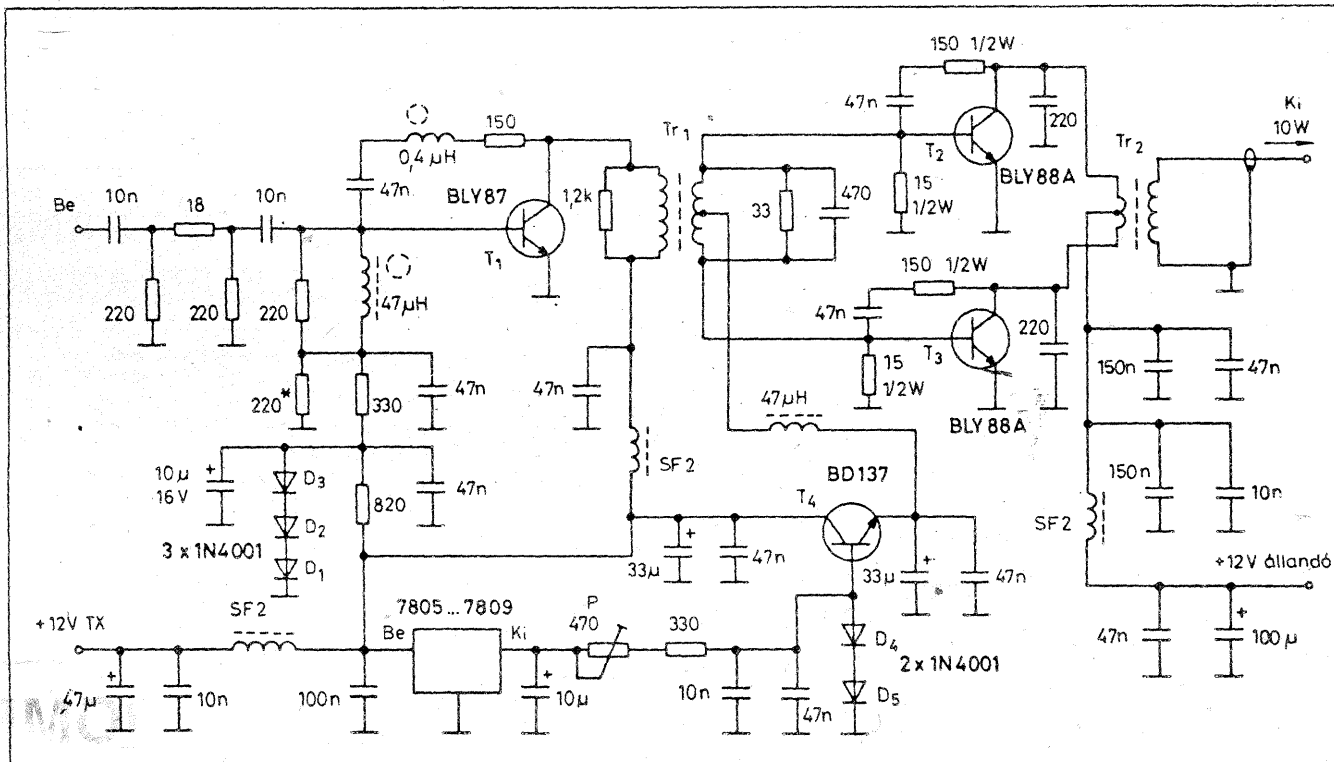 150 1/2W
47n
220
Ki
10W
Tr2
T2
BLY88A
15
1/2W
0,4 µH
150
47n
BLY87
T1
1,2k
Tr1
33
470
Be
10n
18
10n
220
220
220
47µH
150 1/2W
47n
T3
220
15
1/2W
BLY88A
150n
47n
220*
330
47n
47n
47µH
SF2
BD137
T4
150n
10n
10µ
16V
+
D3
D2
D1
3 x 1N4001
820
47n
33µ
+
47n
33µ
+
47n
SF2
+12V állandó
47n
+
100µ
+12V TX
SF2
7805...7809
Be
Ki
P
470
330
D4
D5
2 x 1N4001
47µ
+
10n
100n
+
10µ
10n
47n